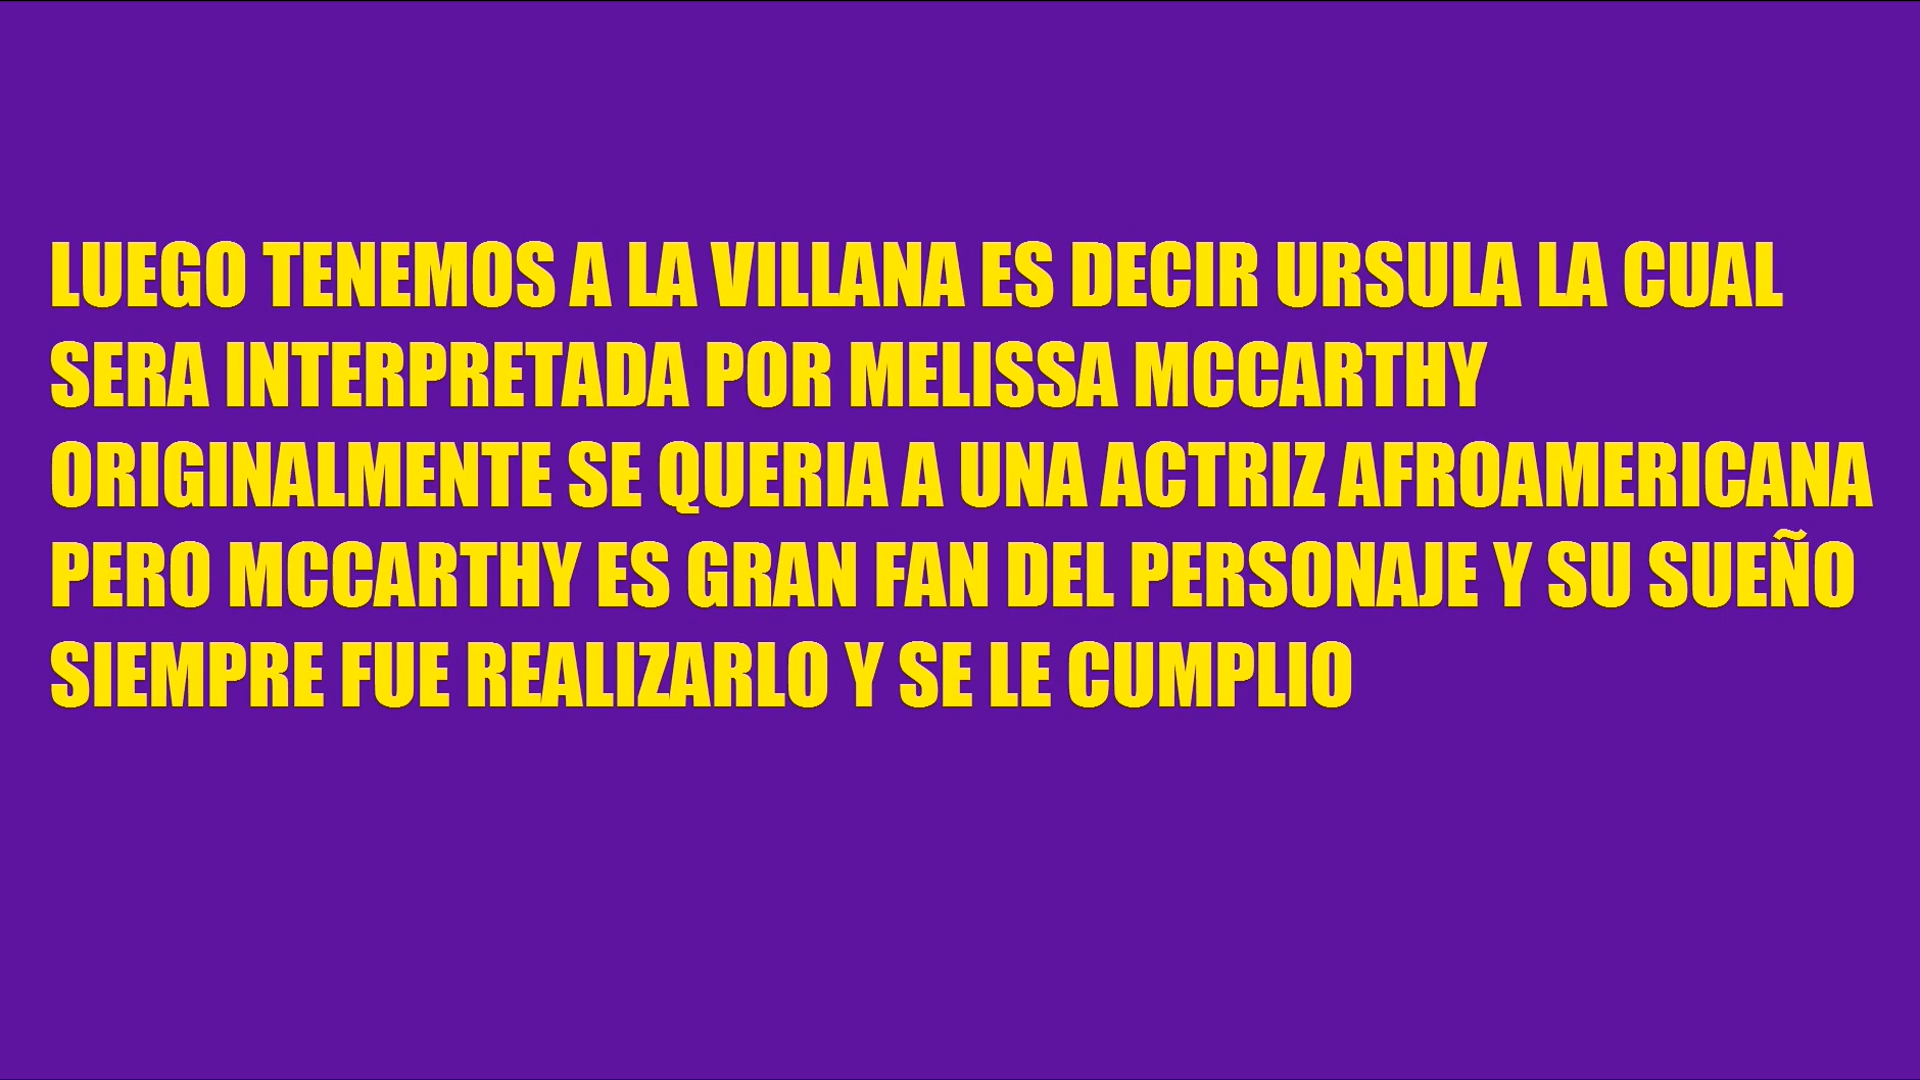 LUEGO TENEMOS A LA VILLANA ES DECIR URSULA LA CUAL
SERA INTERPRETADA POR MELISSA MCCARTHY
ORIGINALMENTE SE QUERIA A UNA ACTRIZ AFROAMERICANA
PERO MCCARTHY ES GRAN FAN DEL PERSONAJE Y SU SUEÑO
SIEMPRE FUE REALIZARLO Y SE LE CUMPLIO